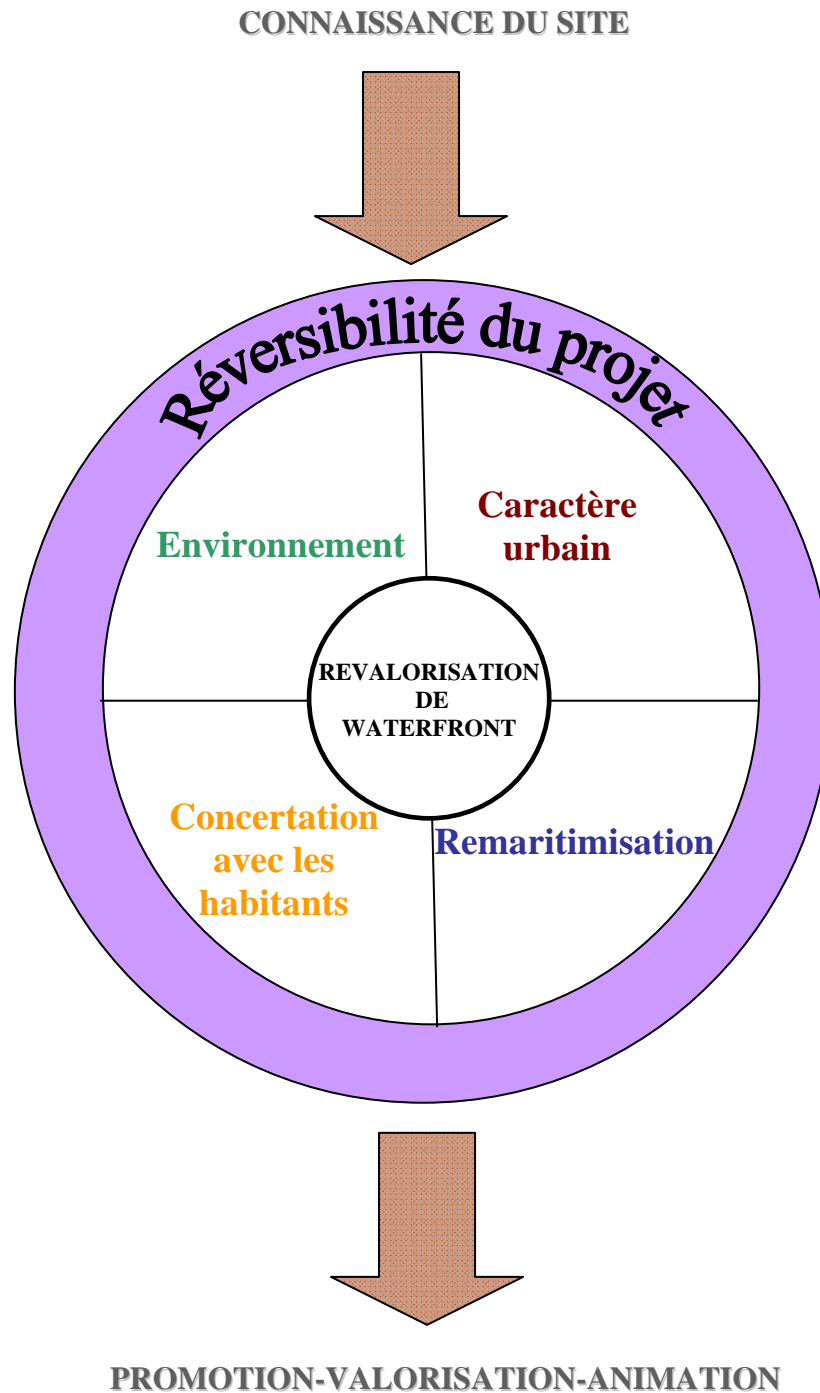 CONNAISSANCE DU SITE
Réversibilité du projet
Environnement
Caractère
urbain
REVALORISATION
DE
WATERFRONT
Concertation
avec les
habitants
Remaritimisation
PROMOTION-VALORISATION-ANIMATION